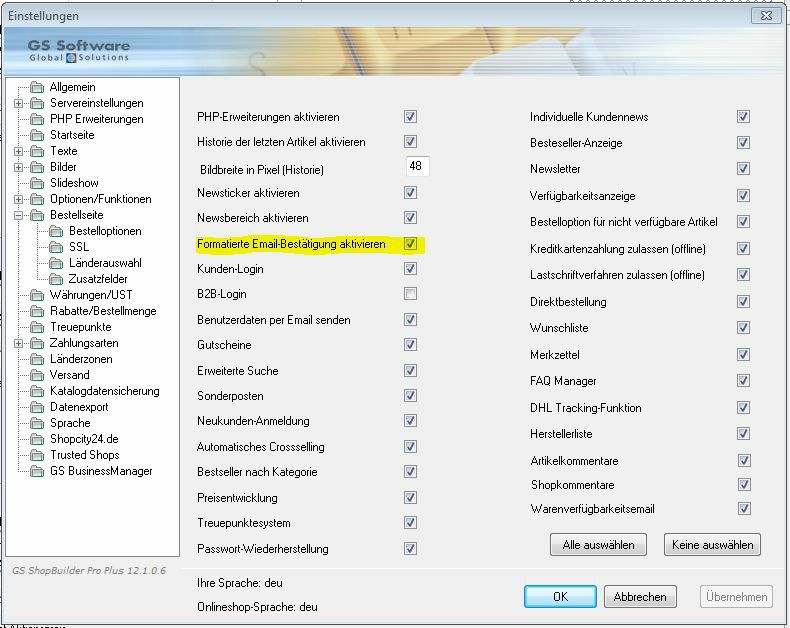 Einstellungen
GS Software
Global Solutions
Allgemein
Servereinstellungen
PHP Erweiterungen
Startseite
Texte
Bilder
Slideshow
Optionen/Funktionen
Bestellseite
Bestelloptionen
SSL
Länderauswahl
Zusatzfelder
Währungen/UST
Rabatte/Bestellmenge
Treuepunkte
Zahlungsarten
Länderzonen
Versand
Katalogdatensicherung
Datenexport
Sprache
Shopcity24.de
Trusted Shops
GS BusinessManager
GS ShopBuilder Pro Plus 12.1.0.6
PHP-Erweiterungen aktivieren
Historie der letzten Artikel aktivieren
Bildbreite in Pixel (Historie) 48
Newsticker aktivieren
Newsbereich aktivieren
Formatierte Email-Bestätigung aktivieren
Kunden-Login
B2B-Login
Benutzerdaten per Email senden
Gutscheine
Erweiterte Suche
Sonderposten
Neukunden-Anmeldung
Automatisches Crossselling
Bestseller nach Kategorie
Preisentwicklung
Treuepunktesystem
Passwort-Wiederherstellung
Individuelle Kundennews
Besteseller-Anzeige
Newsletter
Verfügbarkeitsanzeige
Bestelloption für nicht verfügbare Artikel
Kreditkartenzahlung zulassen (offline)
Lastschriftverfahren zulassen (offline)
Direktbestellung
Wunschliste
Merkzettel
FAQ Manager
DHL Tracking-Funktion
Herstellerliste
Artikelkommentare
Shopkommentare
Warenverfügbarkeitsemail
Alle auswählen
Keine auswählen
Ihre Sprache: deu
Onlineshop-Sprache: deu
OK
Abbrechen
Übernehmen